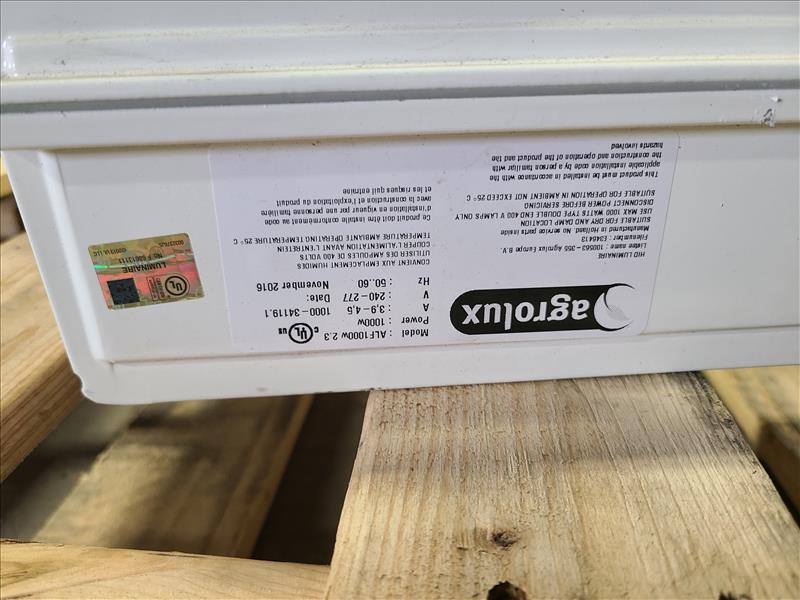 agrolux
Model : ALF1000w 2.3
Power : 1000w
A : 3,9-4,5 1000-34119.1
V : 240-277 Date:
Hz : 50..60 November 2016
C UL US
HID LUMINAIRE
Listee name : 100563-355 Agrolux Europe B.V.
Filenumber : E346413
Manufactured in Holland. No service parts inside
SUITABLE FOR DRY AND DAMP LOCATION
USE MAX 1000 WATTS TYPE DOUBLE END 400 V LAMPS ONLY
DISCONNECT POWER BEFORE SERVICING
SUITABLE FOR OPERATION IN AMBIENT NOT EXCEED 25° C
This product must be installed in accordance with the
applicable installation code by a person familiar with
the construction and operation of the product and the
hazards involved
CONVIENT AUX EMPLACEMENT HUMIDES
UTILISER DES AMPOULES DE 400 VOLTS
COUPER L'ALIMENTATION AVANT L'ENTRETEIN
TEMPERATURE AMBIANTE OPERATING TEMPERATURE 25° C
Ce produit doit être installé conformément au code
d'installation en vigueur par une personne familière
avec la construction et l'exploitation du produit
et les risques quil entraine
UL
LUMINAIRE